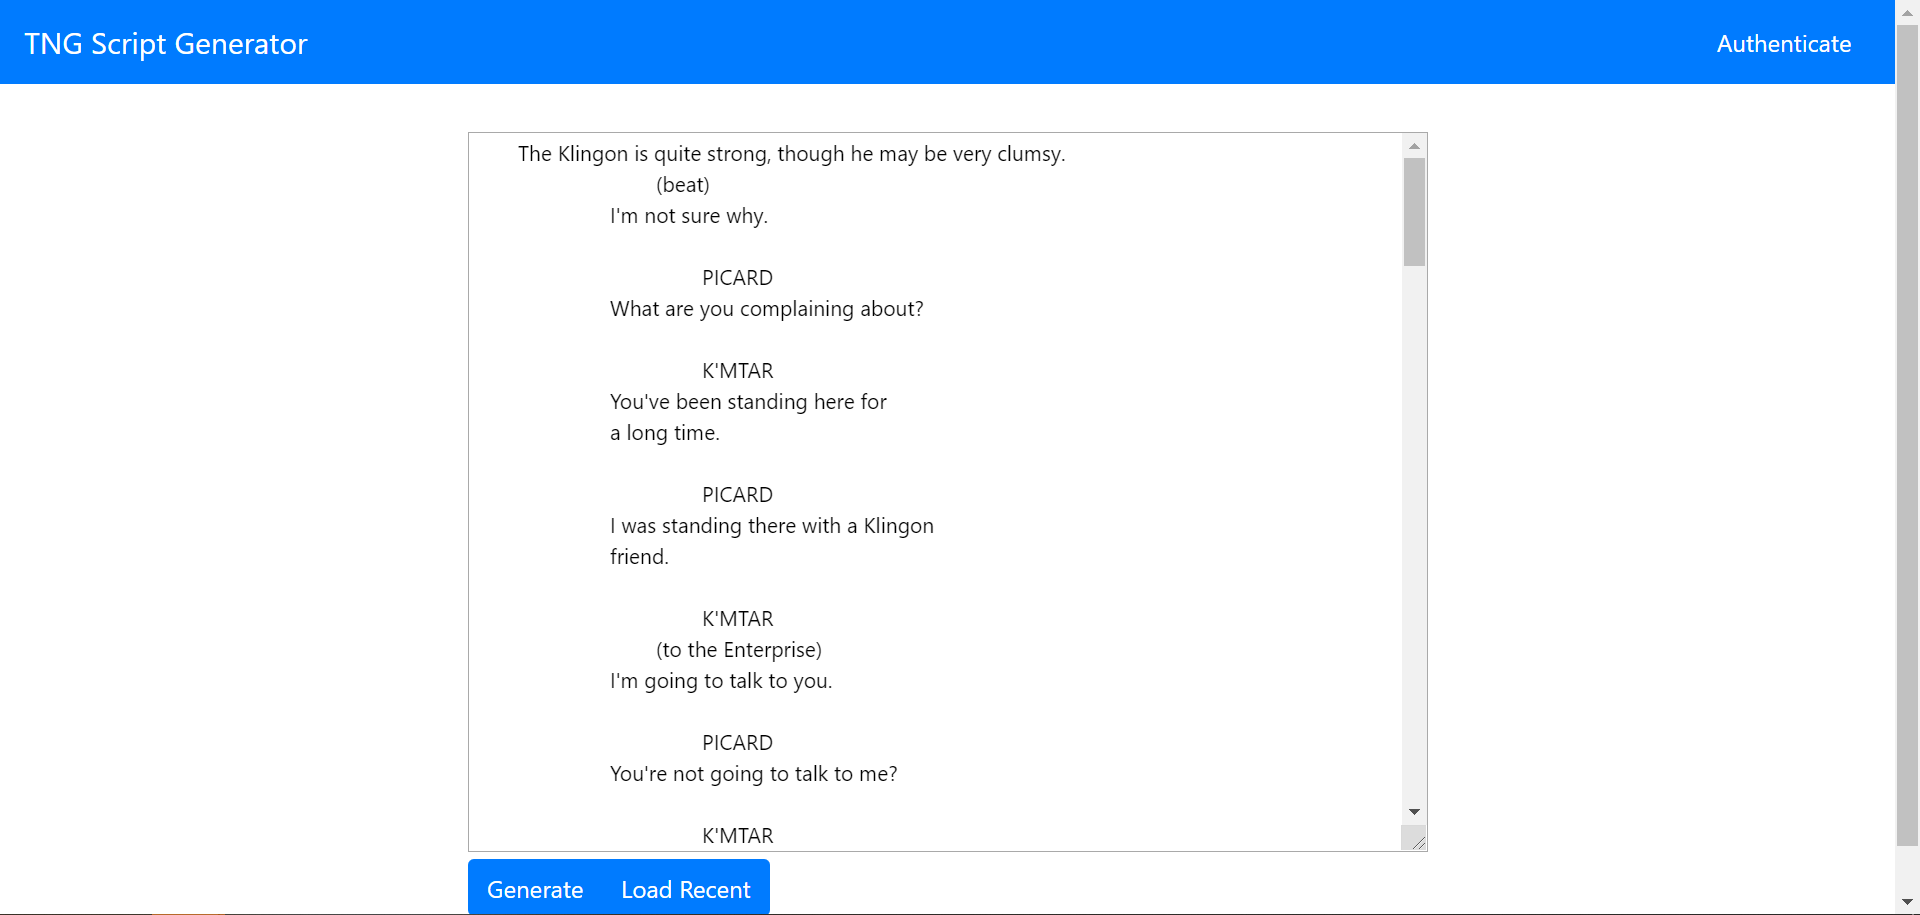 TNG Script Generator
Authenticate
The Klingon is quite strong, though he may be very clumsy.
(beat)
I'm not sure why.
PICARD
What are you complaining about?
K'MTAR
You've been standing here for
a long time.
PICARD
I was standing there with a Klingon
friend.
K'MTAR
(to the Enterprise)
I'm going to talk to you.
PICARD
You're not going to talk to me?
K'MTAR
Generate
Load Recent